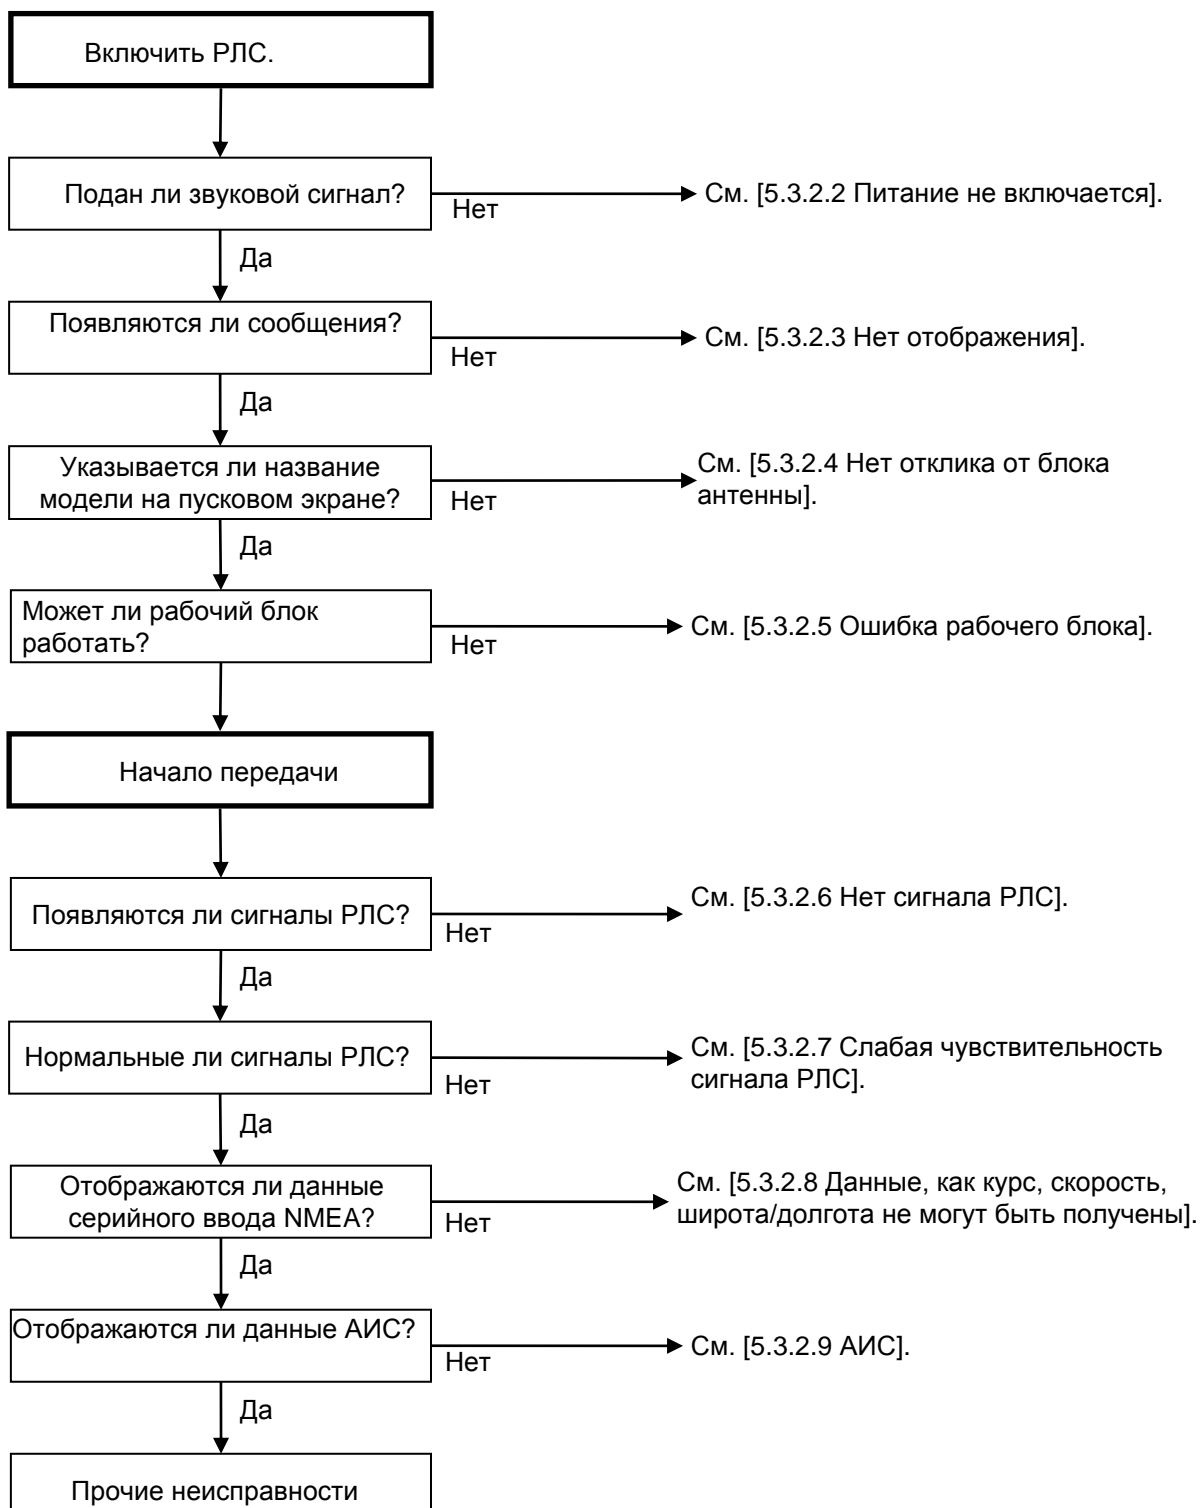 Включить РЛС.
Подан ли звуковой сигнал?
Нет
См. [5.3.2.2 Питание не включается].
Да
Появляются ли сообщения?
Нет
См. [5.3.2.3 Нет отображения].
Да
Указывается ли название
модели на пусковом экране?
Нет
См. [5.3.2.4 Нет отклика от блока
антенны].
Да
Может ли рабочий блок
работать?
Нет
См. [5.3.2.5 Ошибка рабочего блока].
Начало передачи
Появляются ли сигналы РЛС?
Нет
См. [5.3.2.6 Нет сигнала РЛС].
Да
Нормальные ли сигналы РЛС?
Нет
См. [5.3.2.7 Слабая чувствительность
сигнала РЛС].
Да
Отображаются ли данные
серийного ввода NMEA?
Нет
См. [5.3.2.8 Данные, как курс, скорость,
широта/долгота не могут быть получены].
Да
Отображаются ли данные АИС?
Нет
См. [5.3.2.9 АИС].
Да
Прочие неисправности